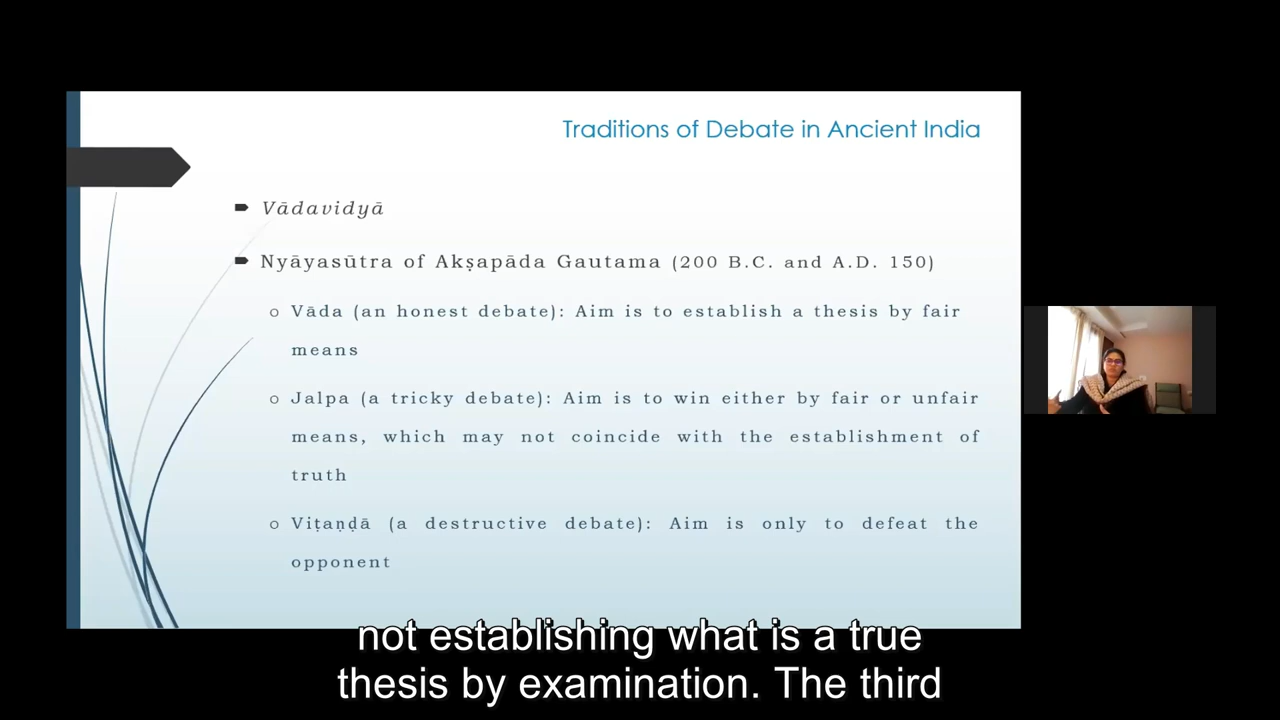 Traditions of Debate in Ancient India
Vādavidyā
Nyāyasūtra of Akṣapāda Gautama (200 B.C. and A.D. 150)
Vāda (an honest debate): Aim is to establish a thesis by fair
means
Jalpa (a tricky debate): Aim is to win either by fair or unfair
means, which may not coincide with the establishment of
truth
Viṭaṇḍā (a destructive debate): Aim is only to defeat the
opponent
not establishing what is a true
thesis by examination. The third